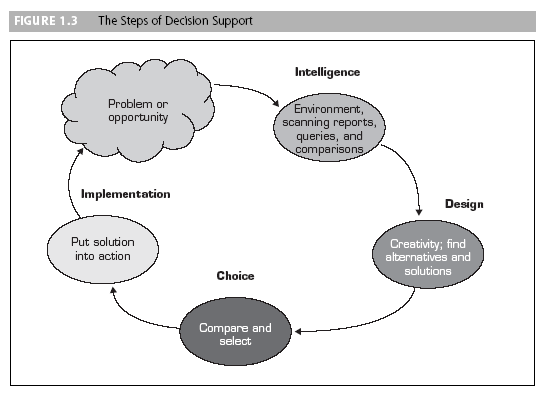 FIGURE 1.3 The Steps of Decision Support
Problem or
opportunity
Intelligence
Environment,
scanning reports,
queries, and
comparisons
Design
Creativity; find
alternatives and
solutions
Choice
Compare and
select
Implementation
Put solution
into action